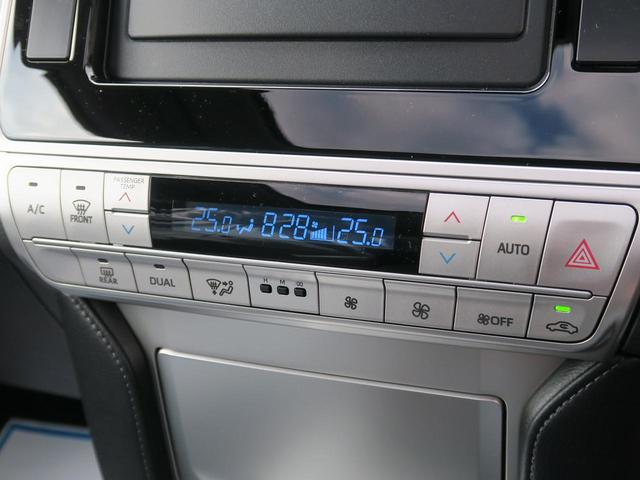 PASSENGER TEMP
A/C
FRONT
25.0 828 25.0
AUTO
REAR
DUAL
H M
OFF